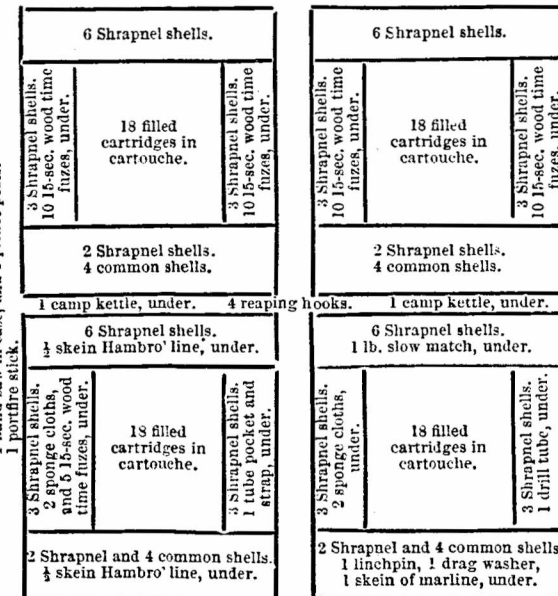 6 Shrapnel shells.
3 Shrapnel shells.
10 15-sec. wood time
fuzes, under.
18 filled
cartridges in
cartouche.
3 Shrapnel shells.
10 15-sec. wood time
fuzes, under.
2 Shrapnel shells.
4 common shells.
6 Shrapnel shells.
3 Shrapnel shells.
10 15-sec. wood time
fuzes, under.
18 filled
cartridges in
cartouche.
3 Shrapnel shells.
10 15-sec. wood time
fuzes, under.
2 Shrapnel shells.
4 common shells.
1 camp kettle, under. 4 reaping hooks. 1 camp kettle, under.
1 portfire stick.
6 Shrapnel shells.
½ skein Hambro' line, under.
3 Shrapnel shells.
2 sponge cloths,
and 5 15-sec. wood
time fuzes, under.
18 filled
cartridges in
cartouche.
3 Shrapnel shells.
1 tube pocket and
strap, under.
2 Shrapnel and 4 common shells.
½ skein Hambro' line, under.
6 Shrapnel shells.
1 lb. slow match, under.
3 Shrapnel shells.
2 sponge cloths,
under.
18 filled
cartridges in
cartouche.
3 Shrapnel shells.
1 drill tube, under.
2 Shrapnel and 4 common shells
1 linchpin, 1 drag washer,
1 skein of marline, under.